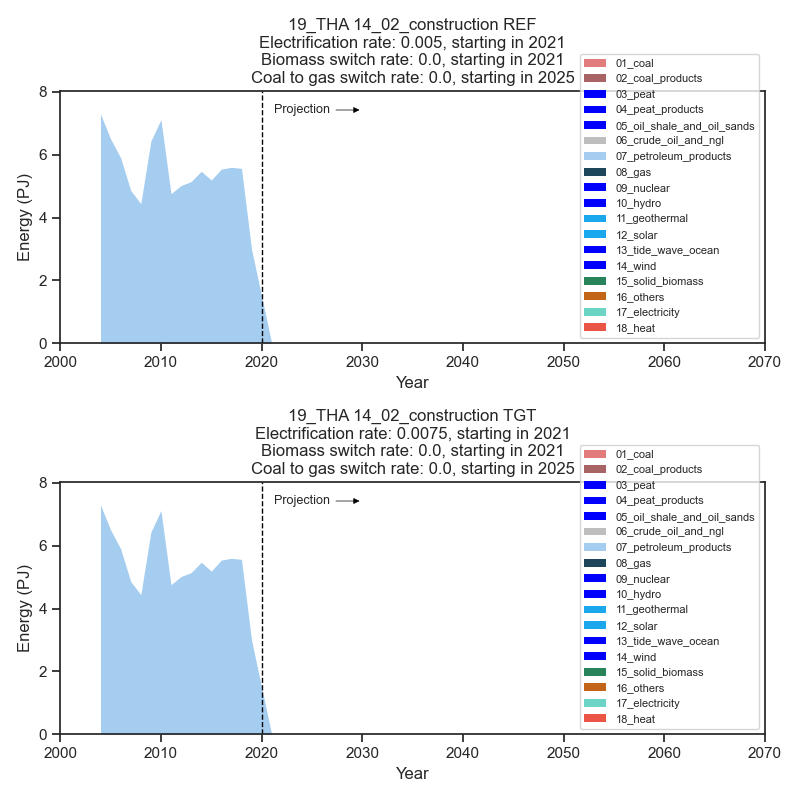 19_THA 14_02_construction REF
Electrification rate: 0.005, starting in 2021
Biomass switch rate: 0.0, starting in 2021
Coal to gas switch rate: 0.0, starting in 2025
Projection
Energy (PJ)
8
6
4
2
0
2000 2010 2020 2030 2040 2050 2060 2070
Year
01_coal
02_coal_products
03_peat
04_peat_products
05_oil_shale_and_oil_sands
06_crude_oil_and_ngl
07_petroleum_products
08_gas
09_nuclear
10_hydro
11_geothermal
12_solar
13_tide_wave_ocean
14_wind
15_solid_biomass
16_others
17_electricity
18_heat
19_THA 14_02_construction TGT
Electrification rate: 0.0075, starting in 2021
Biomass switch rate: 0.0, starting in 2021
Coal to gas switch rate: 0.0, starting in 2025
Projection
Energy (PJ)
8
6
4
2
0
2000 2010 2020 2030 2040 2050 2060 2070
Year
01_coal
02_coal_products
03_peat
04_peat_products
05_oil_shale_and_oil_sands
06_crude_oil_and_ngl
07_petroleum_products
08_gas
09_nuclear
10_hydro
11_geothermal
12_solar
13_tide_wave_ocean
14_wind
15_solid_biomass
16_others
17_electricity
18_heat